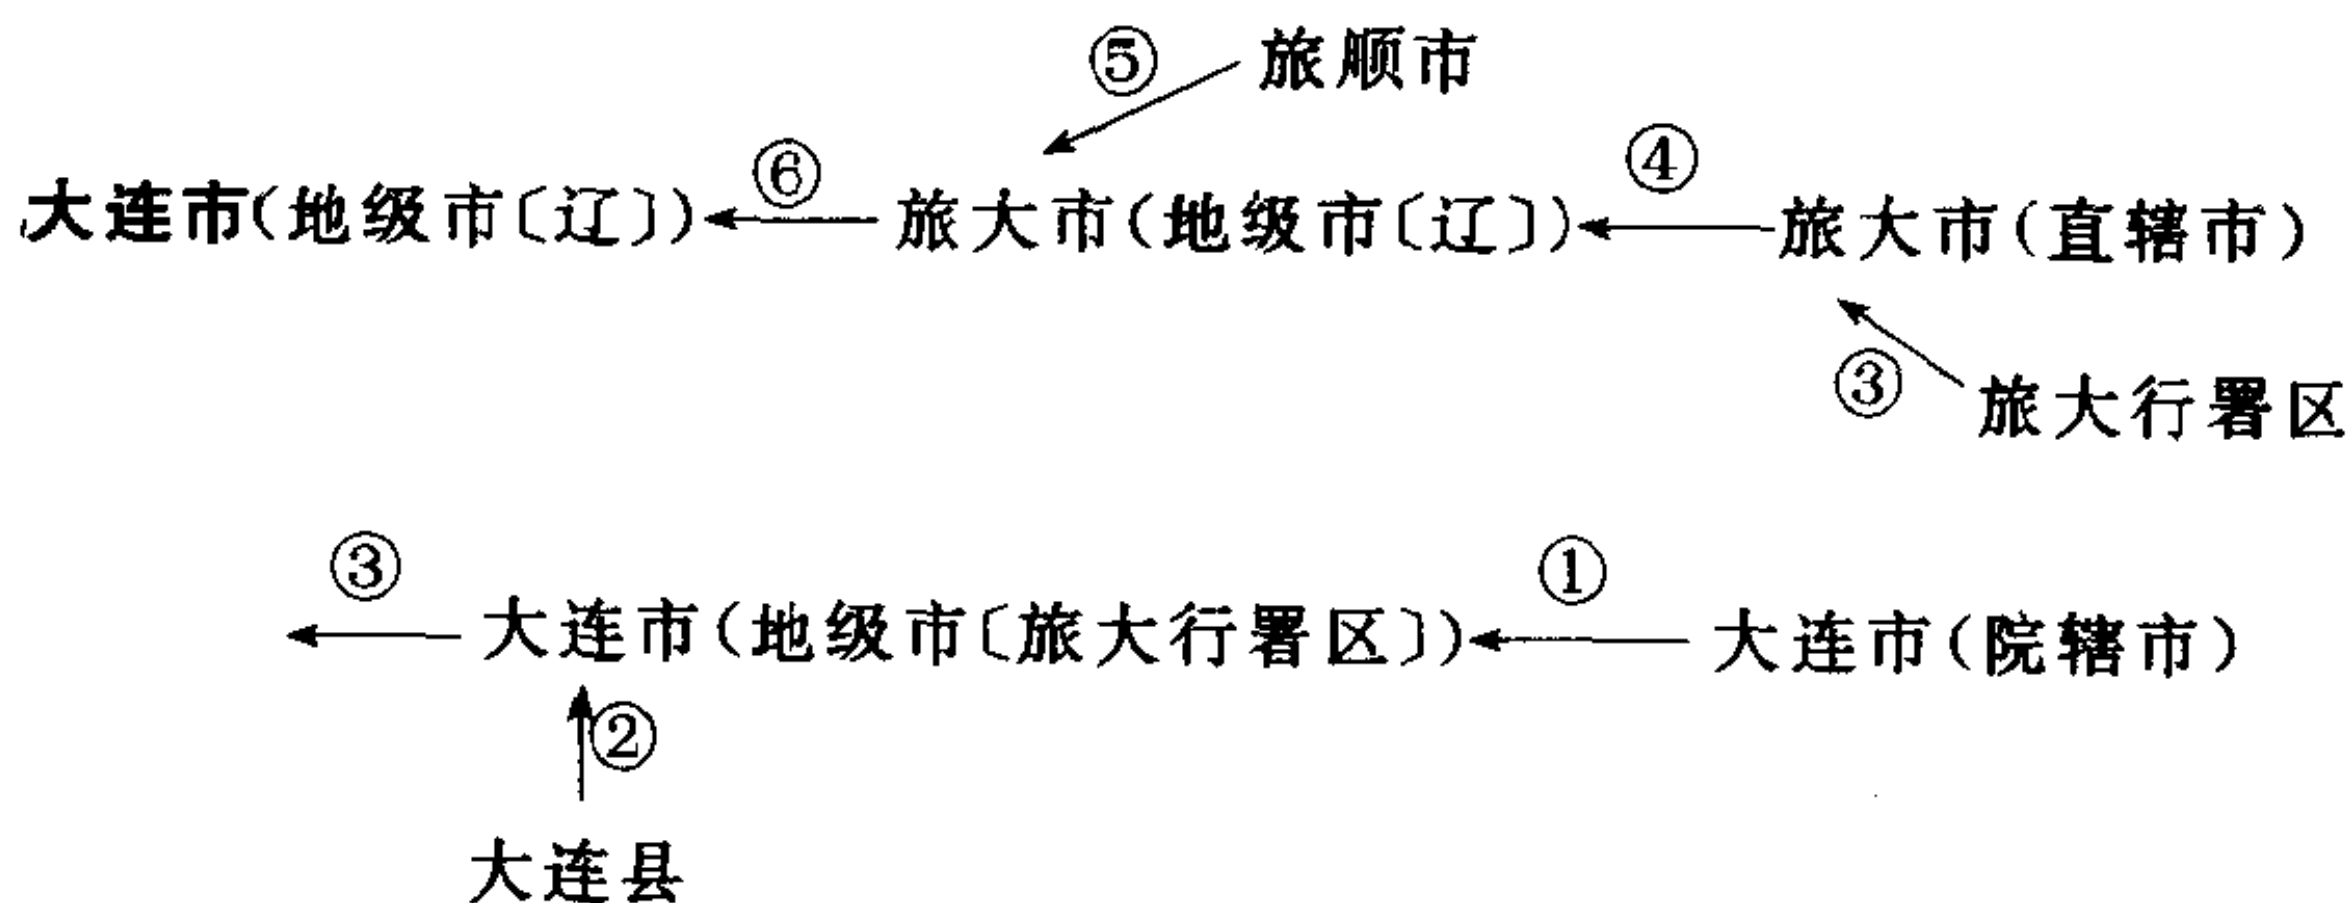 ⑤ 旅顺市
大连市(地级市〔辽〕) ⑥ 旅大市(地级市〔辽〕) ④ 旅大市(直辖市)
③ 旅大行署区
③ 大连市(地级市〔旅大行署区〕) ① 大连市(院辖市)
②
大连县